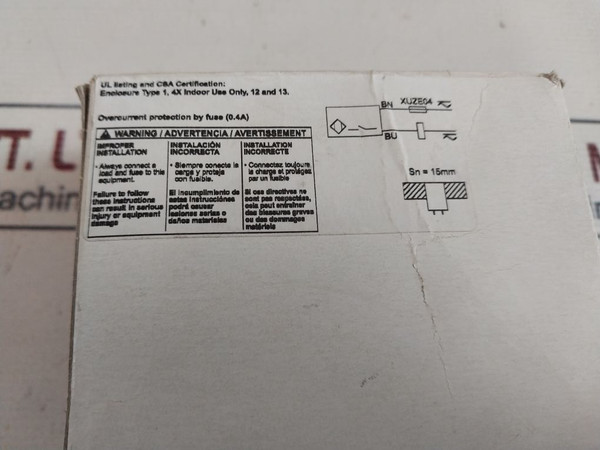 UL listing and CSA Certification:
Enclosure Type 1, 4X Indoor Use Only, 12 and 13.
Overcurrent protection by fuse (0.4A)
WARNING / ADVERTENCIA / AVERTISSEMENT
IMPROPER
INSTALLATION
• Always connect a
load and fuse to this
equipment.
Failure to follow
these instructions
can result in serious
injury or equipment
damage
INSTALACIÓN
INCORRECTA
• Siempre conecte la
carga y proteja
con fusible.
Si incumplimiento de
estas instrucciónes
podrá causar
lesiones serias o
daños materiales
INSTALLATION
INCORRECTE
• Connectez toujours
la charge et protégez
par un fusible
Si ces directives ne
sont pas respectées,
cela peut entraîner
des blessures graves
ou des dommages
matériels
BN
XUZE04
BU
Sn = 15mm